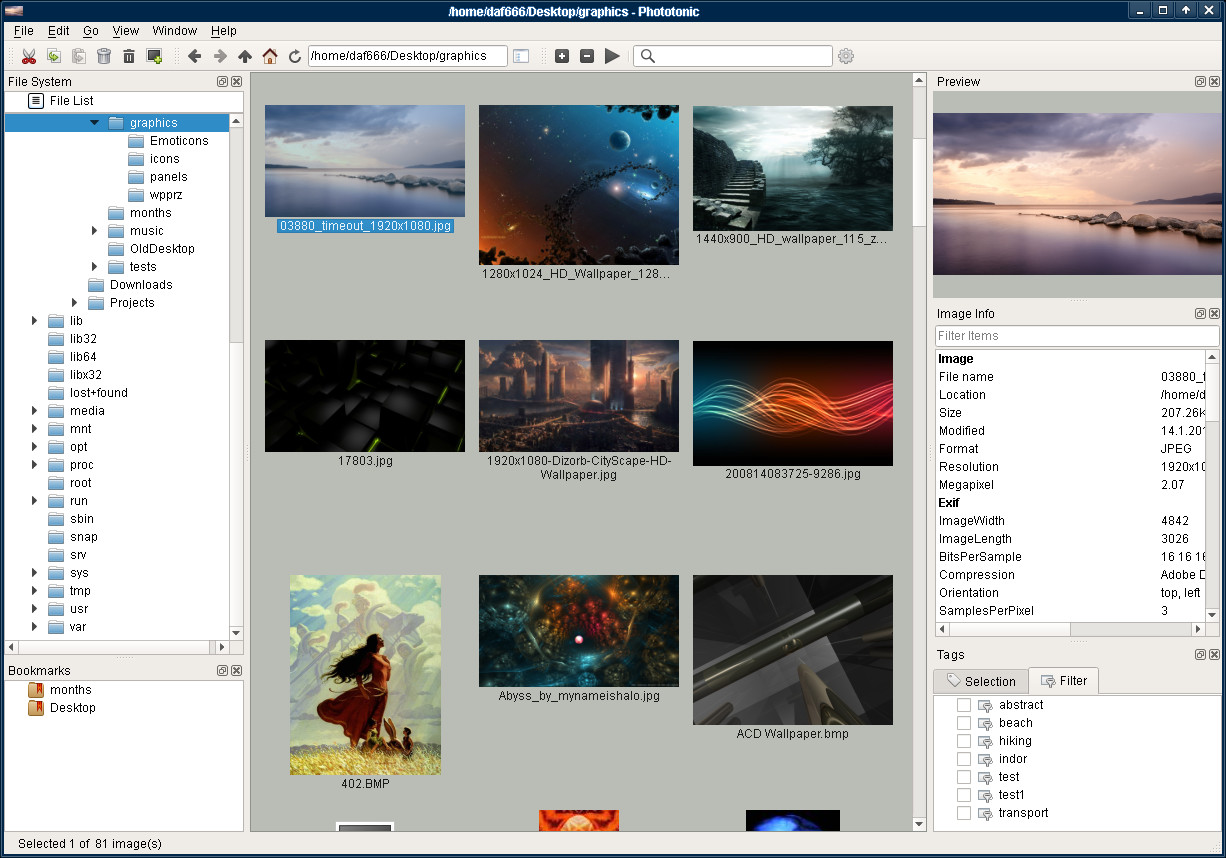 /home/daf666/Desktop/graphics - Phototonic
File Edit Go View Window Help
/home/daf666/Desktop/graphics
File System
File List
graphics
Emoticons
icons
panels
wpprz
months
music
OldDesktop
tests
Downloads
Projects
lib
lib32
lib64
libx32
lost+found
media
mnt
opt
proc
root
run
sbin
snap
srv
sys
tmp
usr
var
Bookmarks
months
Desktop
03880_timeout_1920x1080.jpg
1280x1024_HD_Wallpaper_128...
1440x900_HD_wallpaper_115_z...
17803.jpg
1920x1080-Dizorb-CityScape-HD-
Wallpaper.jpg
200814083725-9286.jpg
402.BMP
Abyss_by_mynameishalo.jpg
ACD Wallpaper.bmp
Preview
Image Info
Filter Items
Image
File name 03880_t
Location /home/d
Size 207.26k
Modified 14.1.201
Format JPEG
Resolution 1920x10
Megapixel 2.07
Exif
ImageWidth 4842
ImageLength 3026
BitsPerSample 16 16 16
Compression Adobe D
Orientation top, left
SamplesPerPixel 3
Tags
Selection Filter
abstract
beach
hiking
indor
test
test1
transport
Selected 1 of 81 image(s)